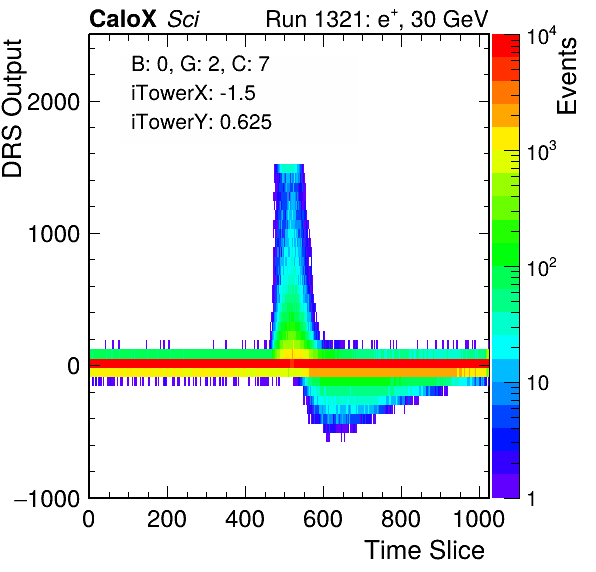 CaloX Sci
Run 1321: e+, 30 GeV
B: 0, G: 2, C: 7
iTowerX: -1.5
iTowerY: 0.625
DRS Output
2000
1000
0
−1000
0
200
400
600
800
1000
Time Slice
10^4
10^3
10^2
10
1
Events